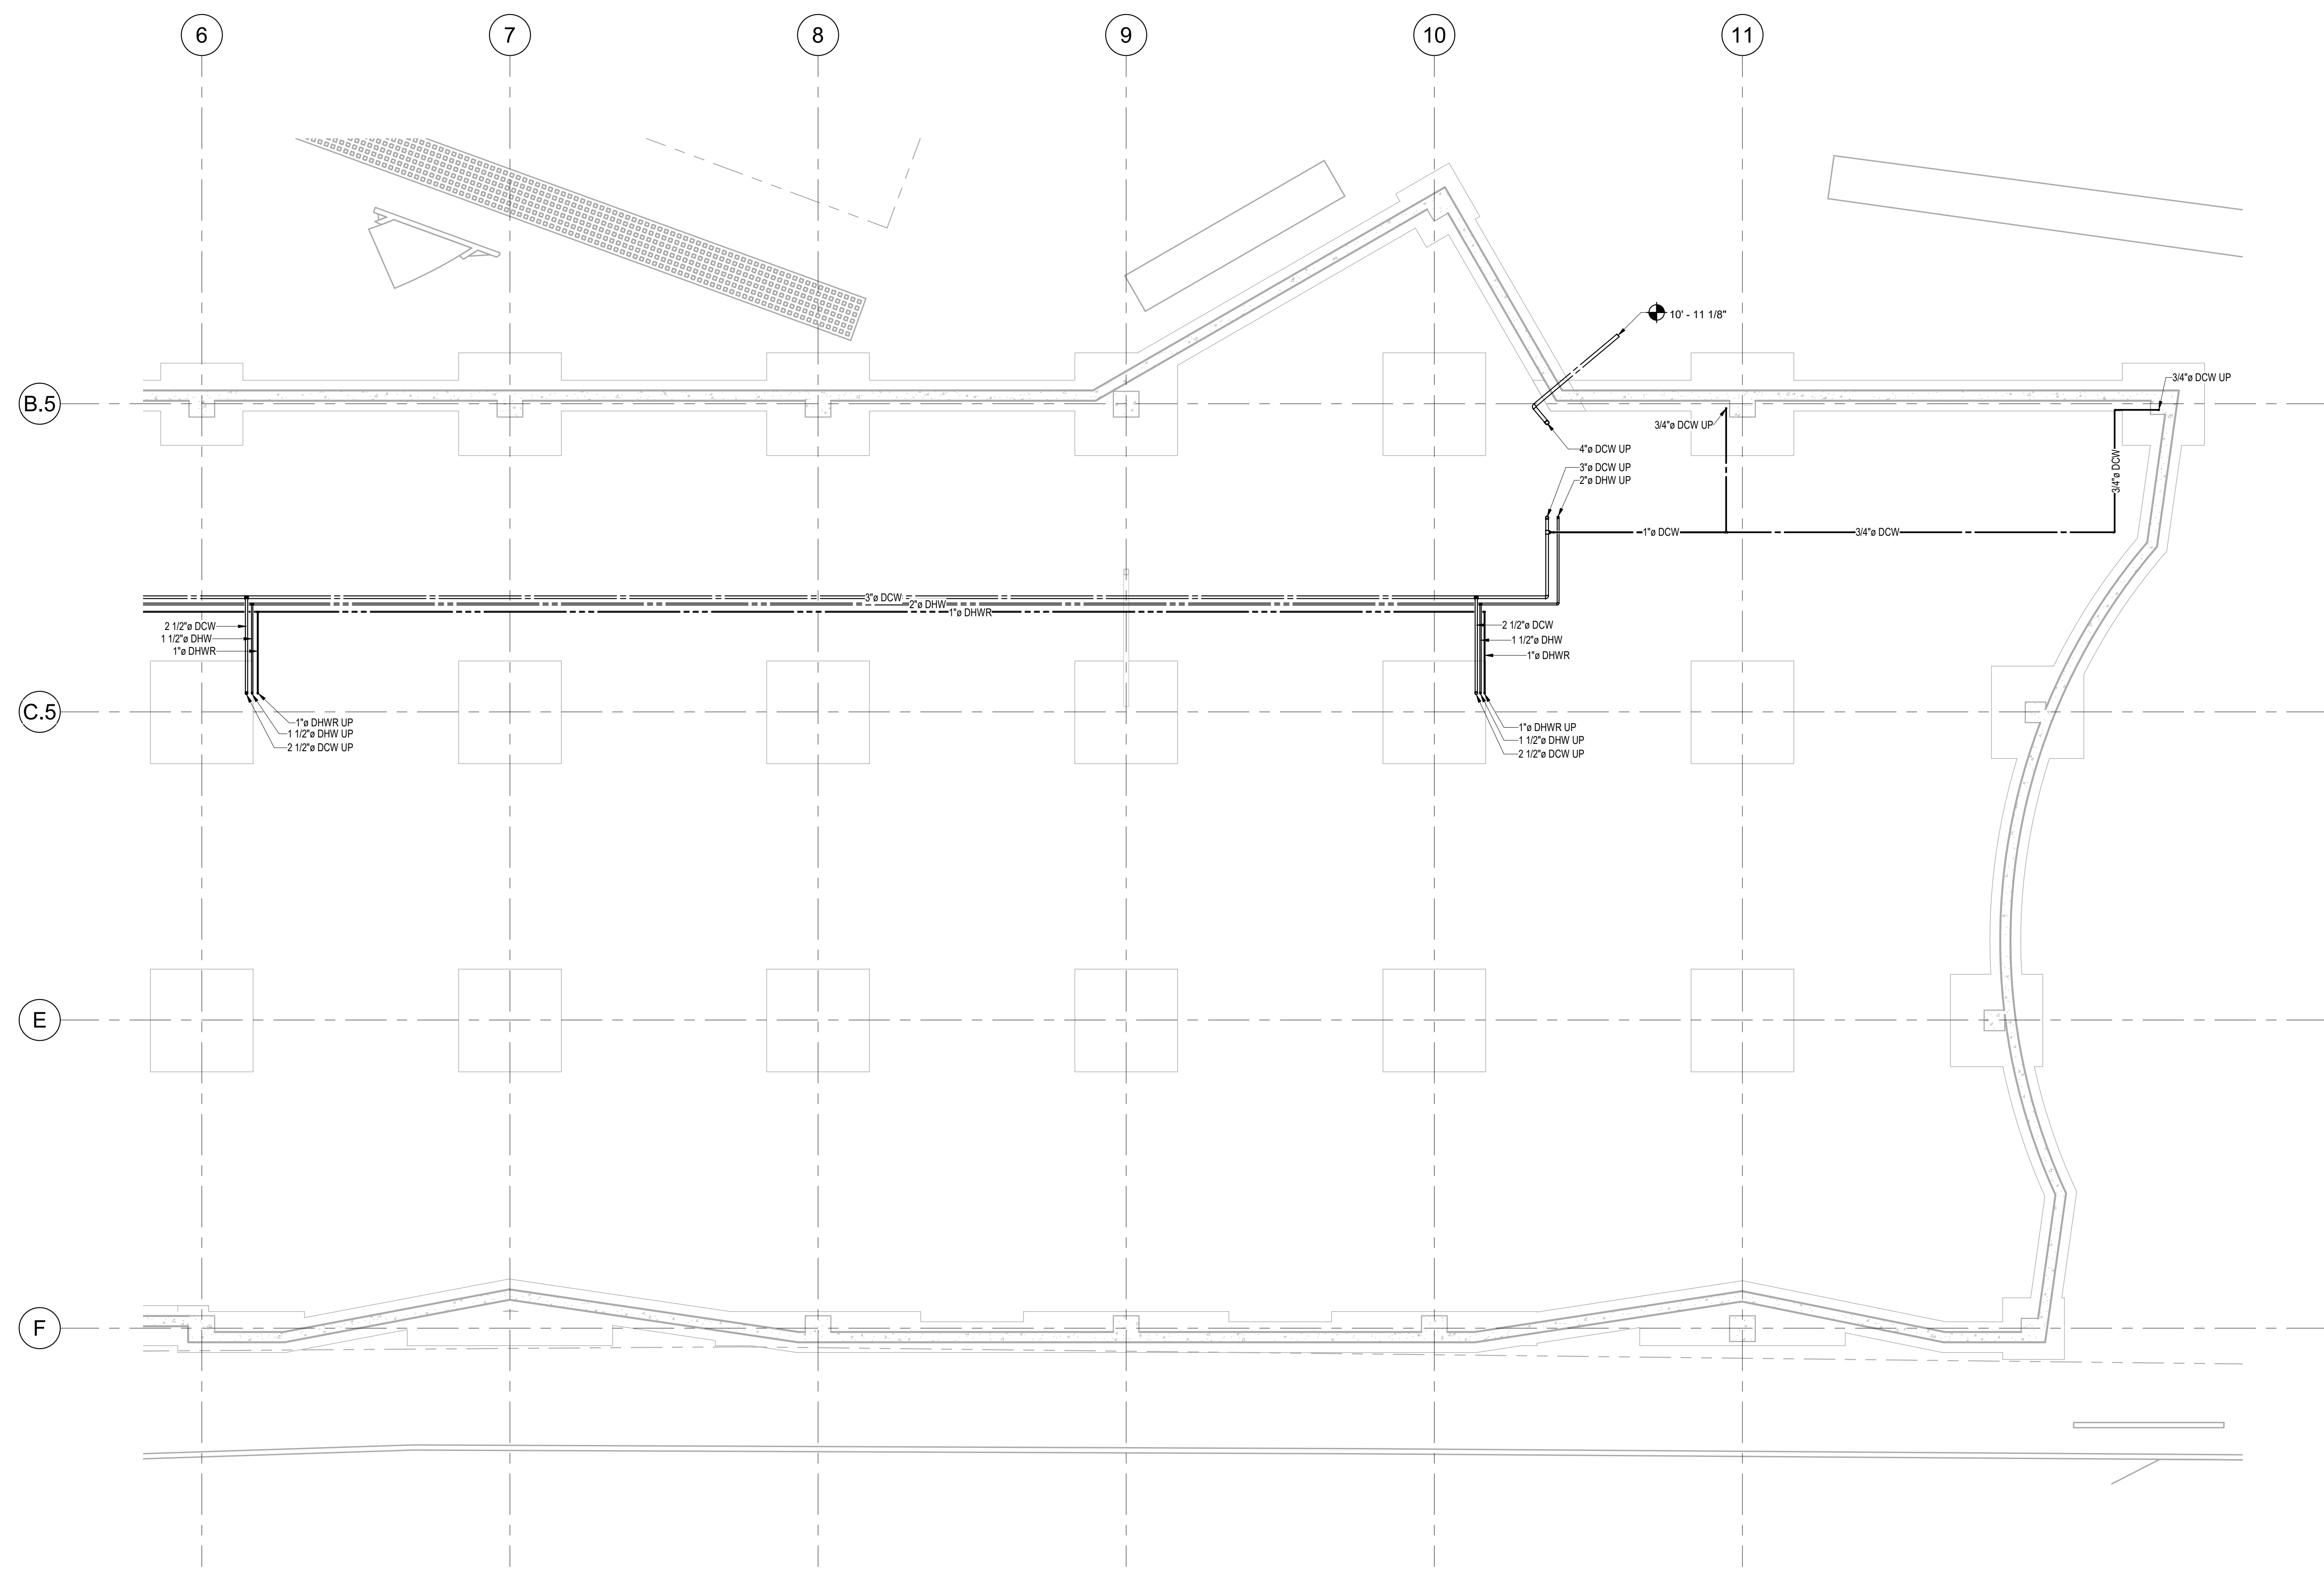 6
7
8
9
10
11
10' - 11 1/8"
3/4"ø DCW UP
B.5
3/4"ø DCW UP
4"ø DCW UP
3"ø DCW UP
2"ø DHW UP
3/4"ø DCW
1"ø DCW
3/4"ø DCW
3"ø DCW
2"ø DHW
1"ø DHWR
2 1/2"ø DCW
1 1/2"ø DHW
1"ø DHWR
2 1/2"ø DCW
1 1/2"ø DHW
1"ø DHWR
C.5
1"ø DHWR UP
1 1/2"ø DHW UP
2 1/2"ø DCW UP
1"ø DHWR UP
1 1/2"ø DHW UP
2 1/2"ø DCW UP
E
F